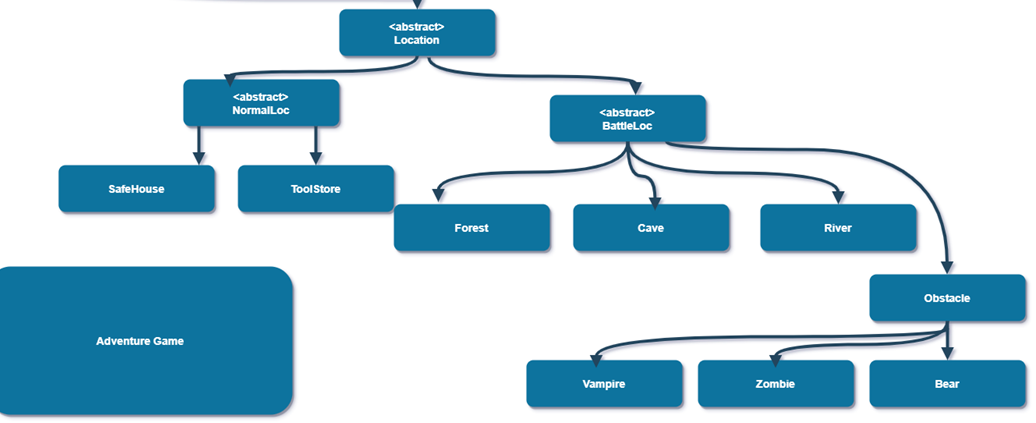 <abstract>
Location
<abstract>
NormalLoc
<abstract>
BattleLoc
SafeHouse
ToolStore
Forest
Cave
River
Obstacle
Adventure Game
Vampire
Zombie
Bear